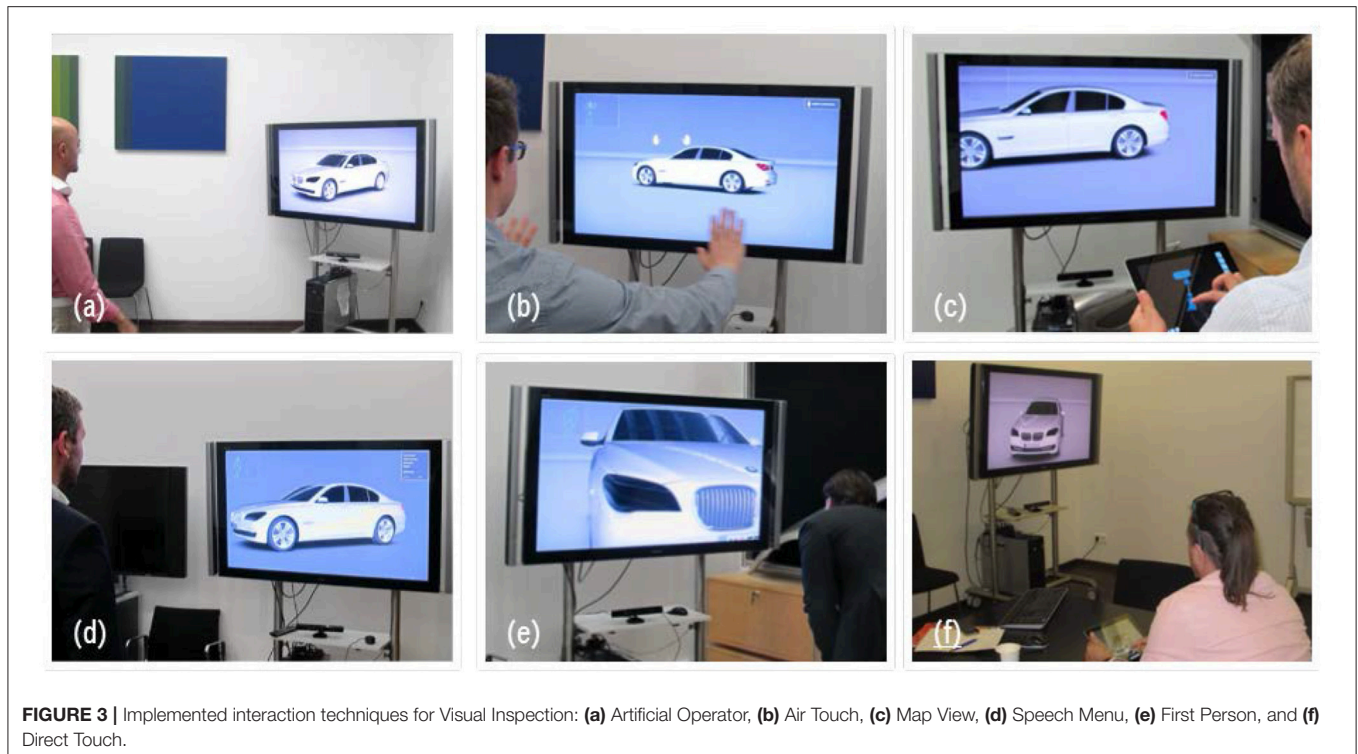 (a)
(b)
(c)
(d)
(e)
(f)
FIGURE 3 | Implemented interaction techniques for Visual Inspection: (a) Artificial Operator, (b) Air Touch, (c) Map View, (d) Speech Menu, (e) First Person, and (f)
Direct Touch.